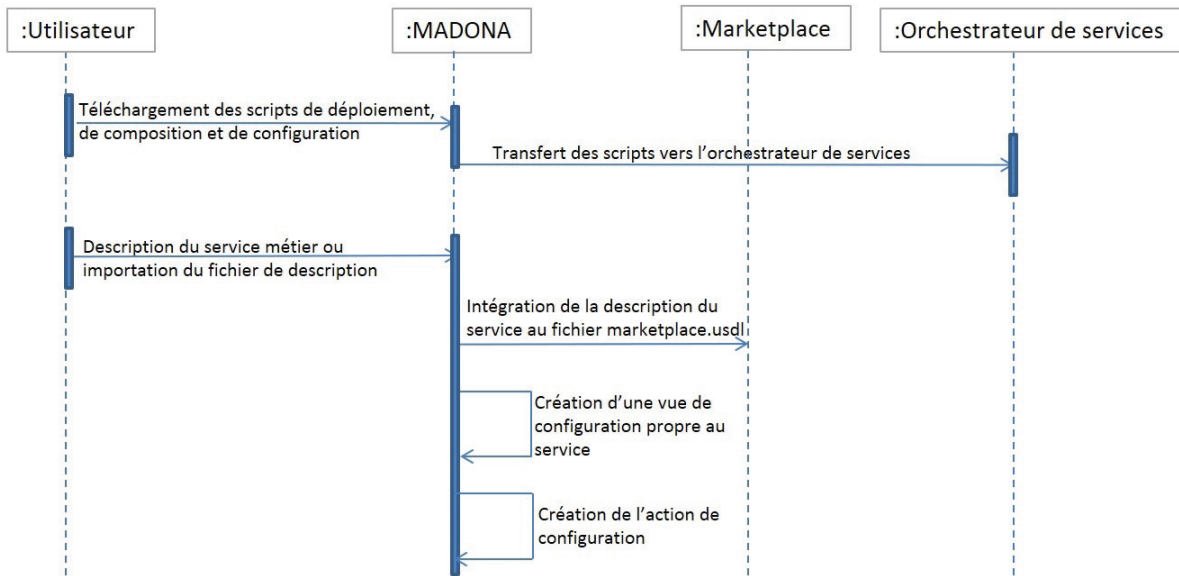 :Utilisateur
:MADONA
:Marketplace
:Orchestrateur de services
Téléchargement des scripts de déploiement,
de composition et de configuration
Transfert des scripts vers l’orchestrateur de services
Description du service métier ou
importation du fichier de description
Intégration de la description du
service au fichier marketplace.usdl
Création d’une vue de
configuration propre au
service
Création de l’action de
configuration